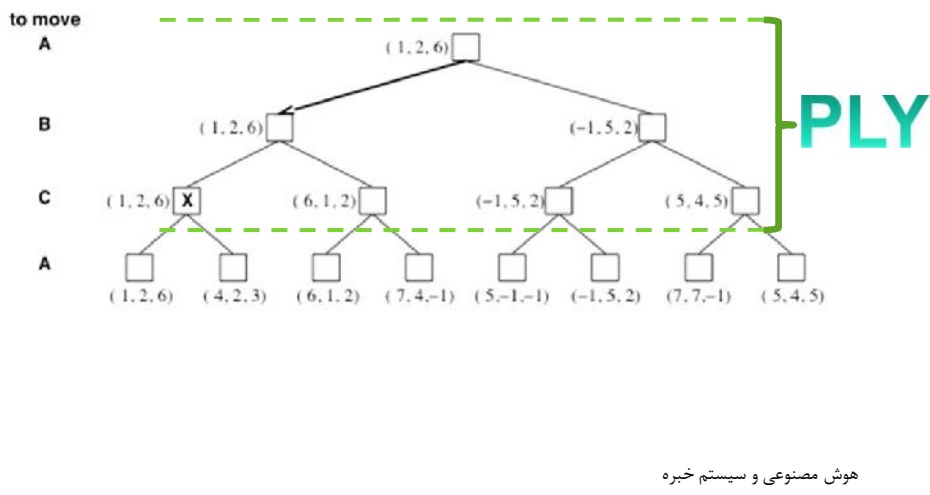 to move
A
( 1, 2, 6)
B
( 1, 2, 6)
(−1, 5, 2)
PLY
C
( 1, 2, 6)
X
( 6, 1, 2)
(−1, 5, 2)
( 5, 4, 5)
A
( 1, 2, 6) ( 4, 2, 3) ( 6, 1, 2) ( 7, 4,−1) ( 5,−1,−1) (−1, 5, 2) (7, 7,−1) ( 5, 4, 5)
هوش مصنوعی و سیستم خبره